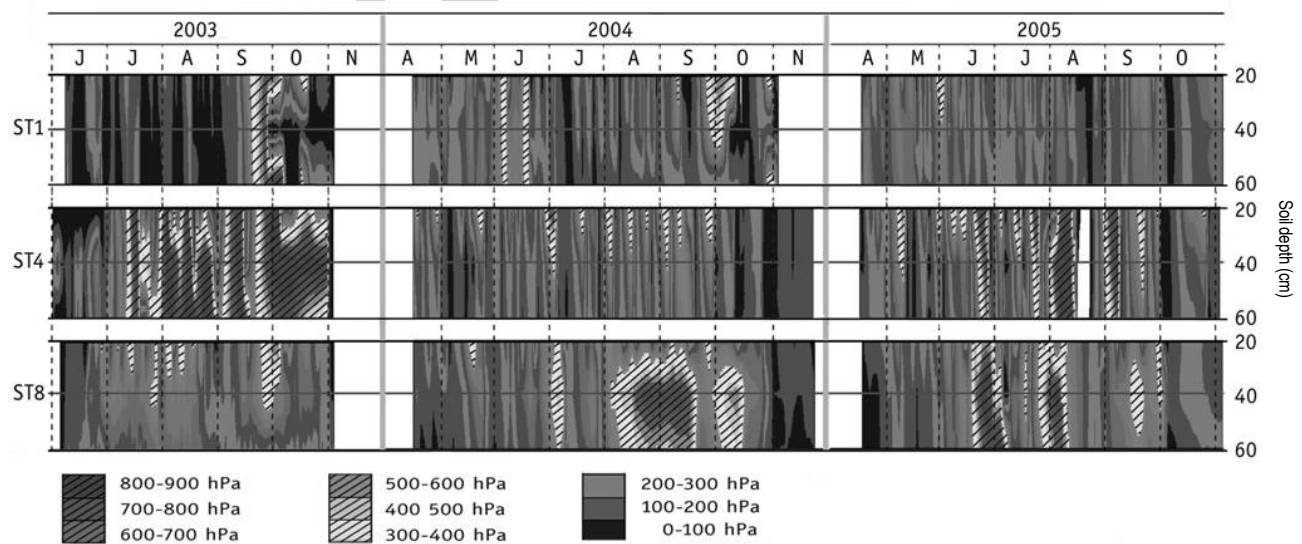 2003 2004 2005
J J A S O N A M J J A S O N A M J J A S O
ST1 20
40
60
ST4 20
40
60
ST8 20
40
60
Soil depth (cm)
800-900 hPa 500-600 hPa 200-300 hPa
700-800 hPa 400 500 hPa 100-200 hPa
600-700 hPa 300-400 hPa 0-100 hPa